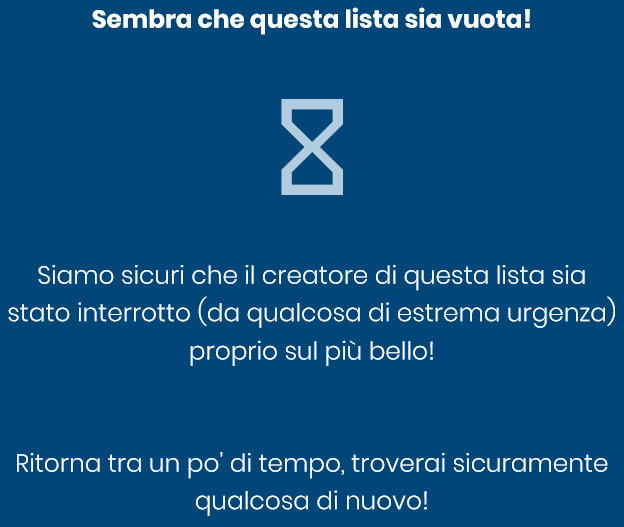 Sembra che questa lista sia vuota!
Siamo sicuri che il creatore di questa lista sia
stato interrotto (da qualcosa di estrema urgenza)
proprio sul più bello!
Ritorna tra un po' di tempo, troverai sicuramente
qualcosa di nuovo!